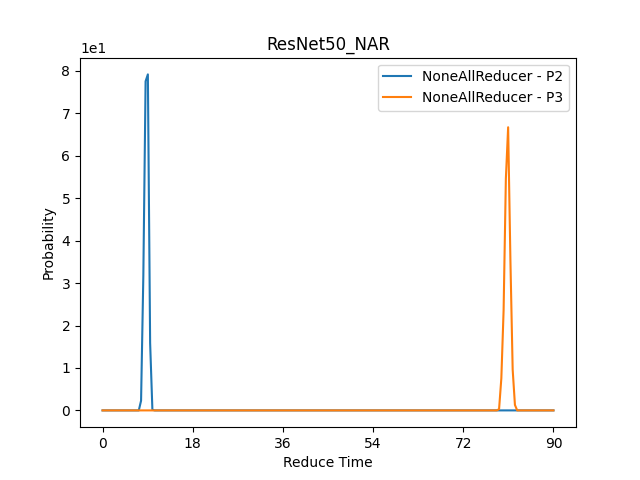 ResNet50_NAR
1e1
NoneAllReducer - P2
NoneAllReducer - P3
8
7
6
5
4
3
2
1
0
Probability
0 18 36 54 72 90
Reduce Time